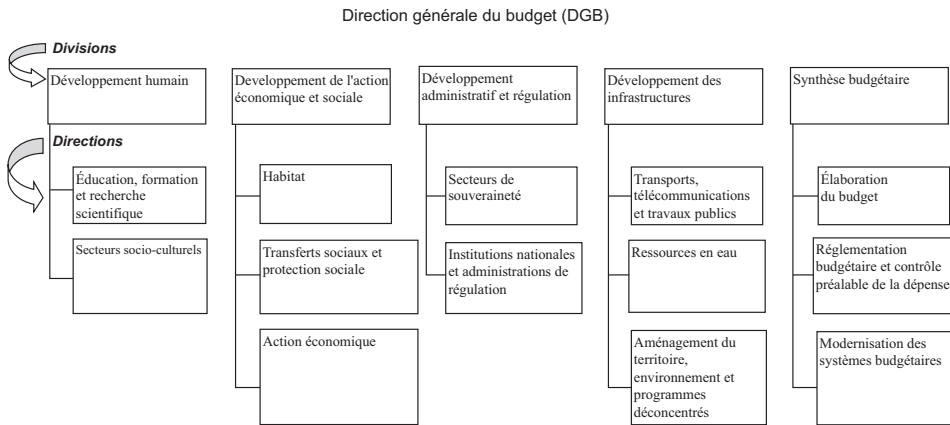 Direction générale du budget (DGB)
Divisions
Développement humain
Developpement de l'action
économique et sociale
Développement
administratif et régulation
Développement des
infrastructures
Synthèse budgétaire
Directions
Éducation, formation
et recherche
scientifique
Secteurs socio-culturels
Habitat
Transferts sociaux et
protection sociale
Action économique
Secteurs de
souveraineté
Institutions nationales
et administrations de
régulation
Transports,
télécommunications
et travaux publics
Ressources en eau
Aménagement du
territoire,
environnement et
programmes
déconcentrés
Élaboration
du budget
Réglementation
budgétaire et contrôle
préalable de la dépense
Modernisation des
systèmes budgétaires